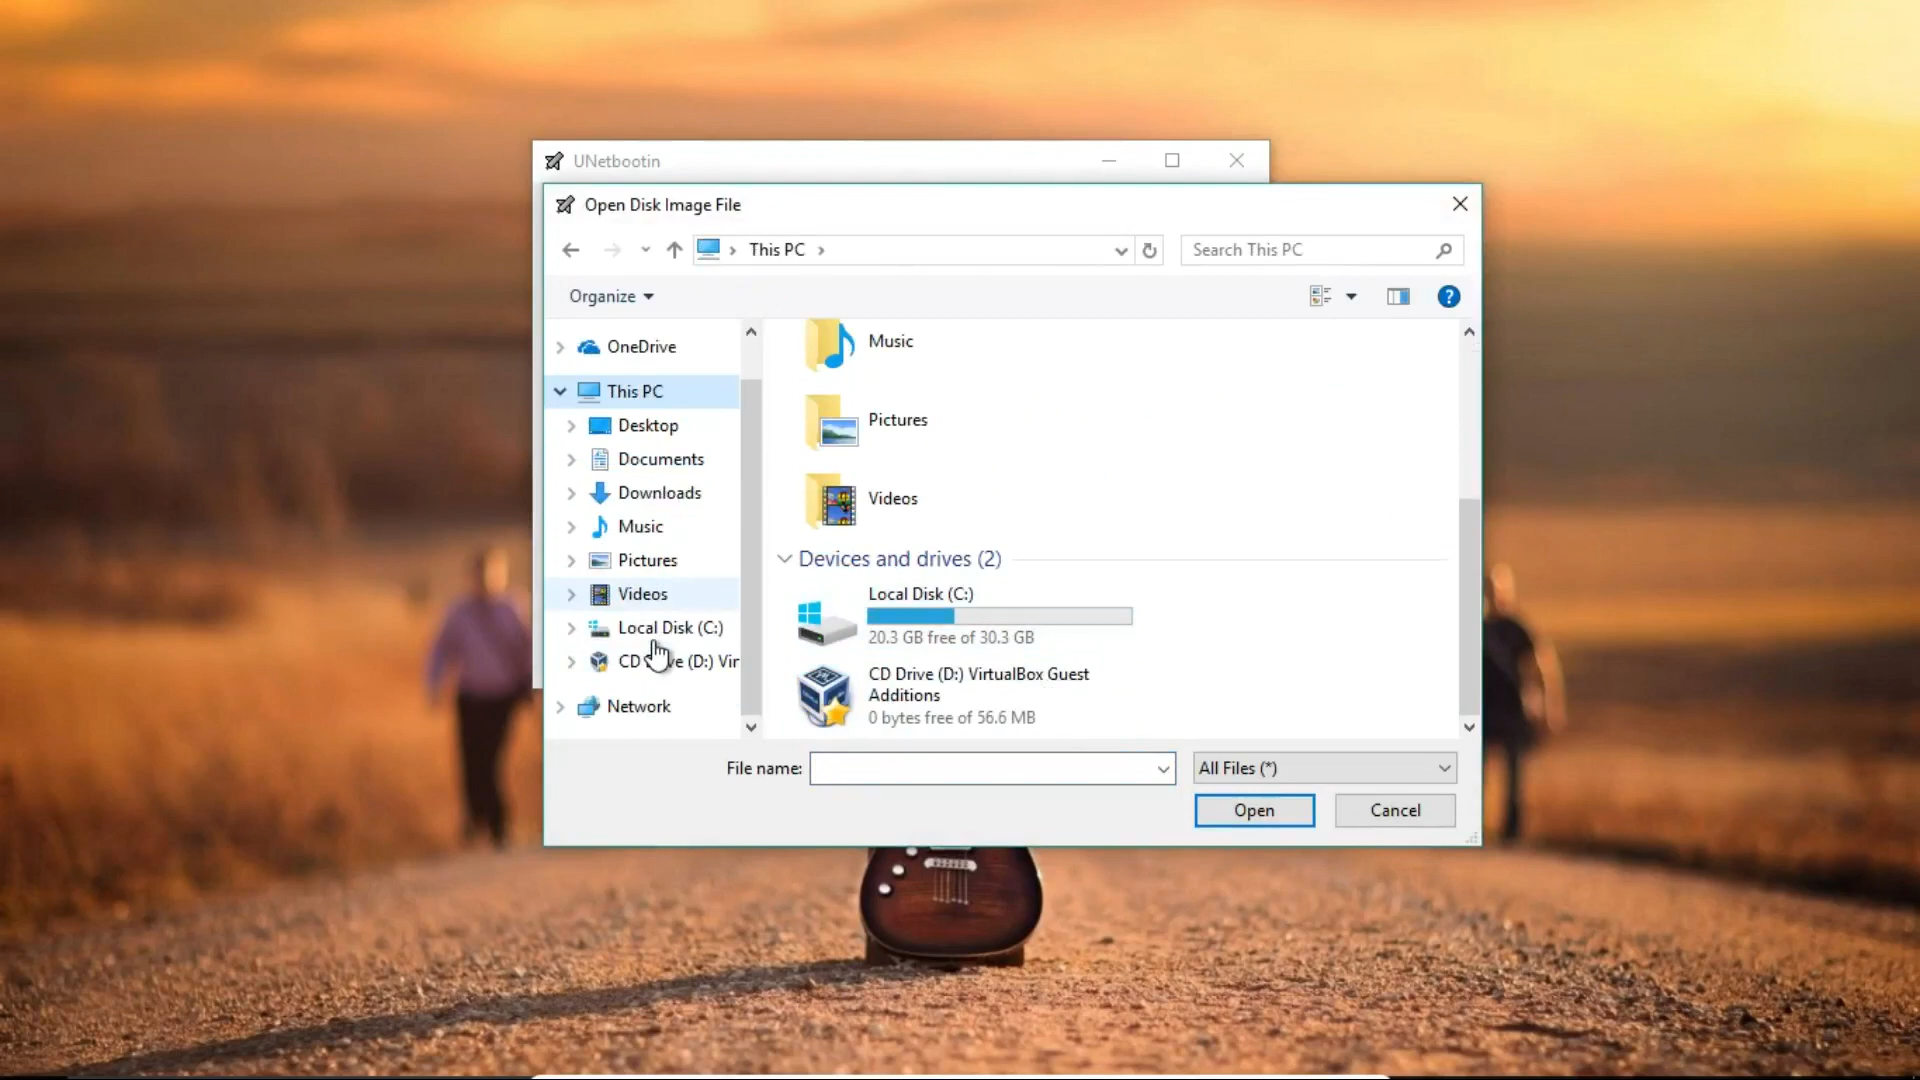 UNetbootin
Open Disk Image File
This PC
Search This PC
Organize
OneDrive
This PC
Desktop
Documents
Downloads
Music
Pictures
Videos
Local Disk (C:)
CD ve (D:) Vir
Network
Music
Pictures
Videos
Devices and drives (2)
Local Disk (C:)
20.3 GB free of 30.3 GB
CD Drive (D:) VirtualBox Guest
Additions
0 bytes free of 56.6 MB
File name:
All Files (*)
Open
Cancel